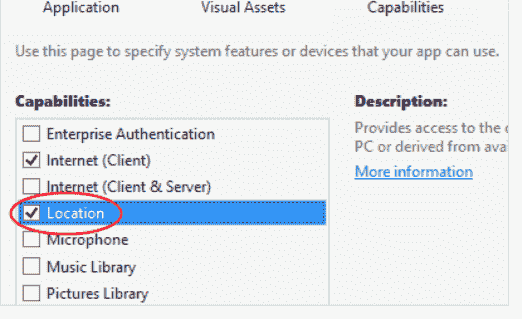 Application Visual Assets Capabilities
Use this page to specify system features or devices that your app can use.
Capabilities:
Description:
Enterprise Authentication
Provides access to the
Internet (Client)
PC or derived from
Internet (Client & Server)
More information
Location
Microphone
Music Library
Pictures Library